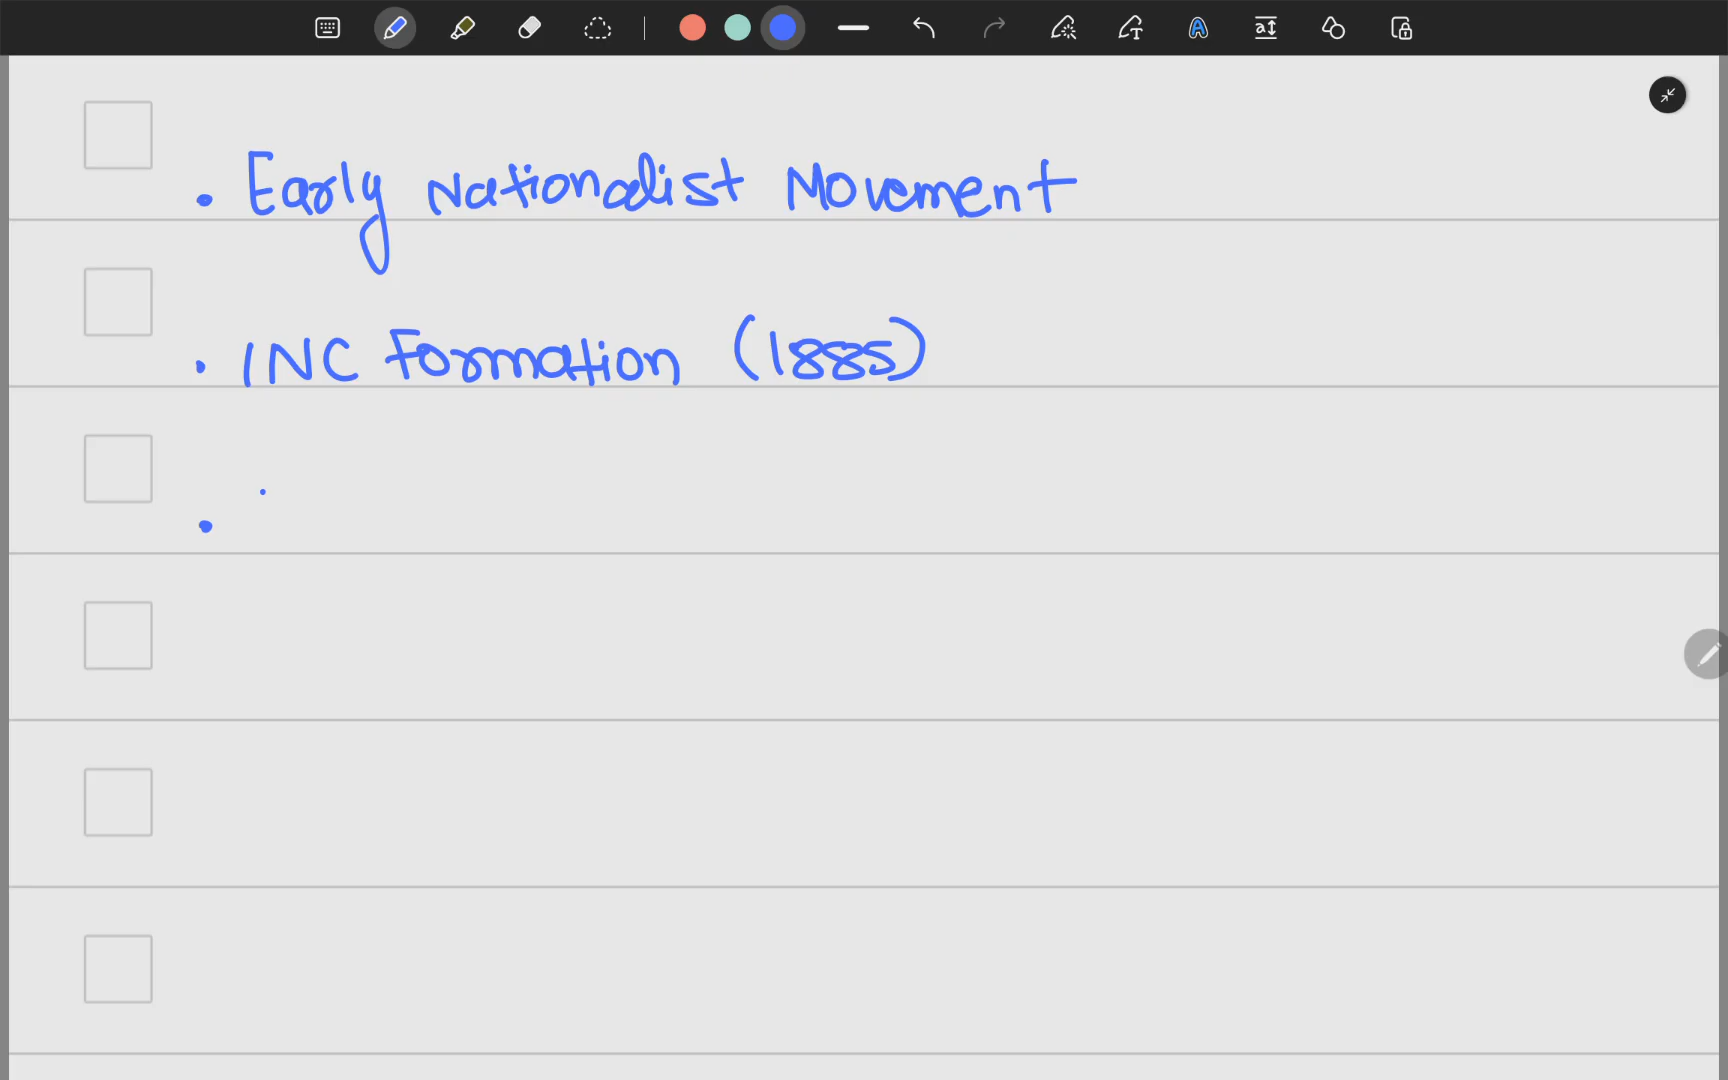 • Early Nationalist Movement
• INC Formation (1885)
•